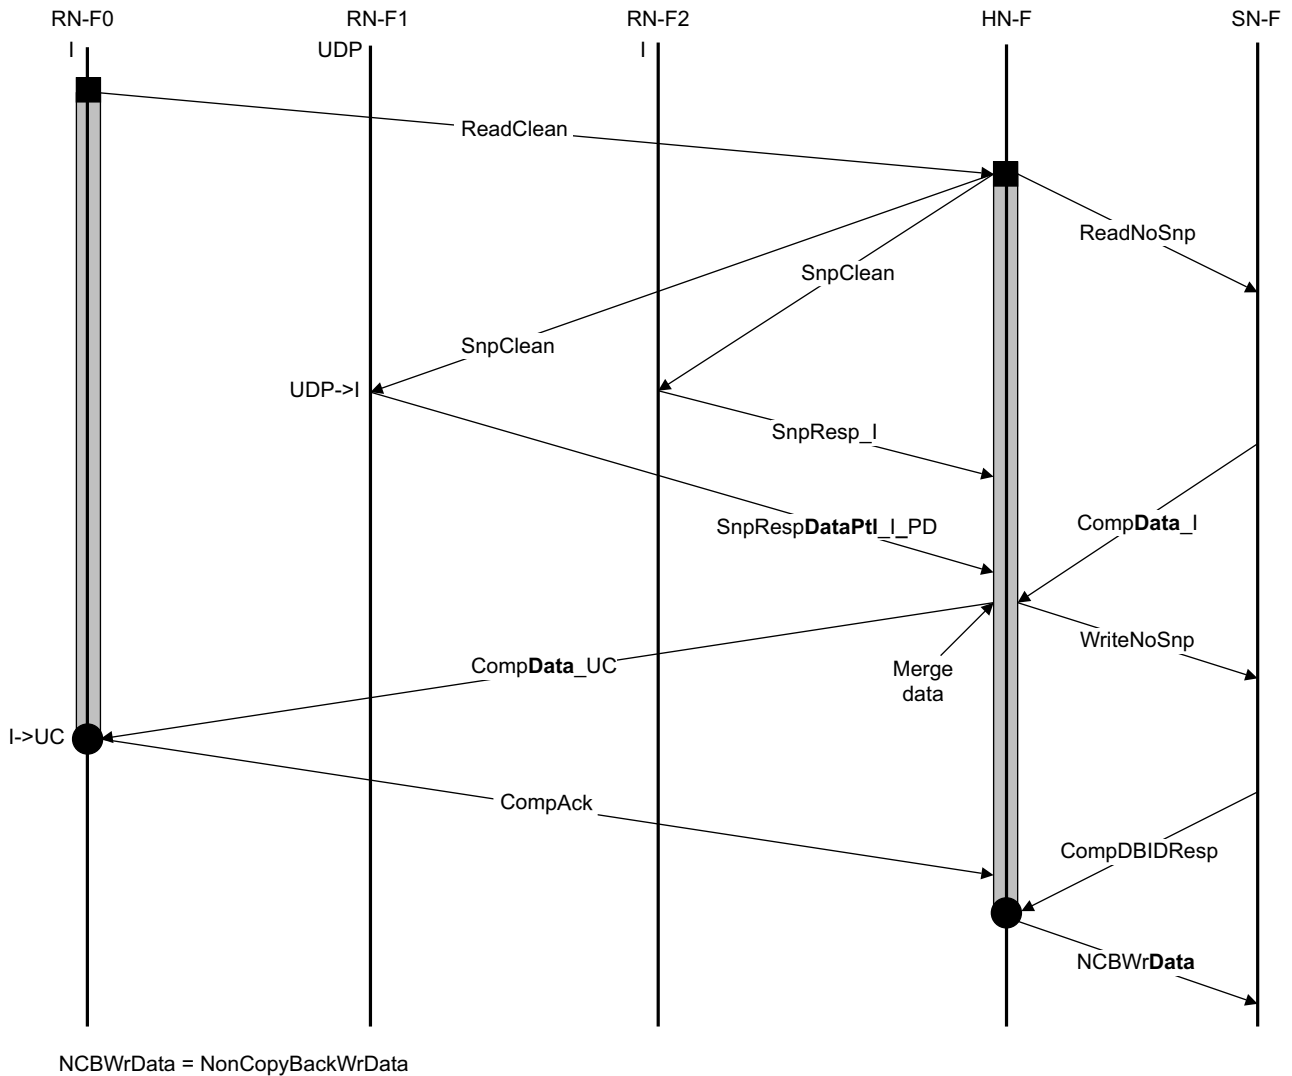 RN-F0 RN-F1 RN-F2 HN-F SN-F
I UDP I
ReadClean
ReadNoSnp
SnpClean
SnpClean
UDP->I
SnpResp_I
CompData_I
SnpRespDataPtl_I_PD
WriteNoSnp
CompData_UC
Merge
data
I->UC
CompAck
CompDBIDResp
NCBWrData
NCBWrData = NonCopyBackWrData